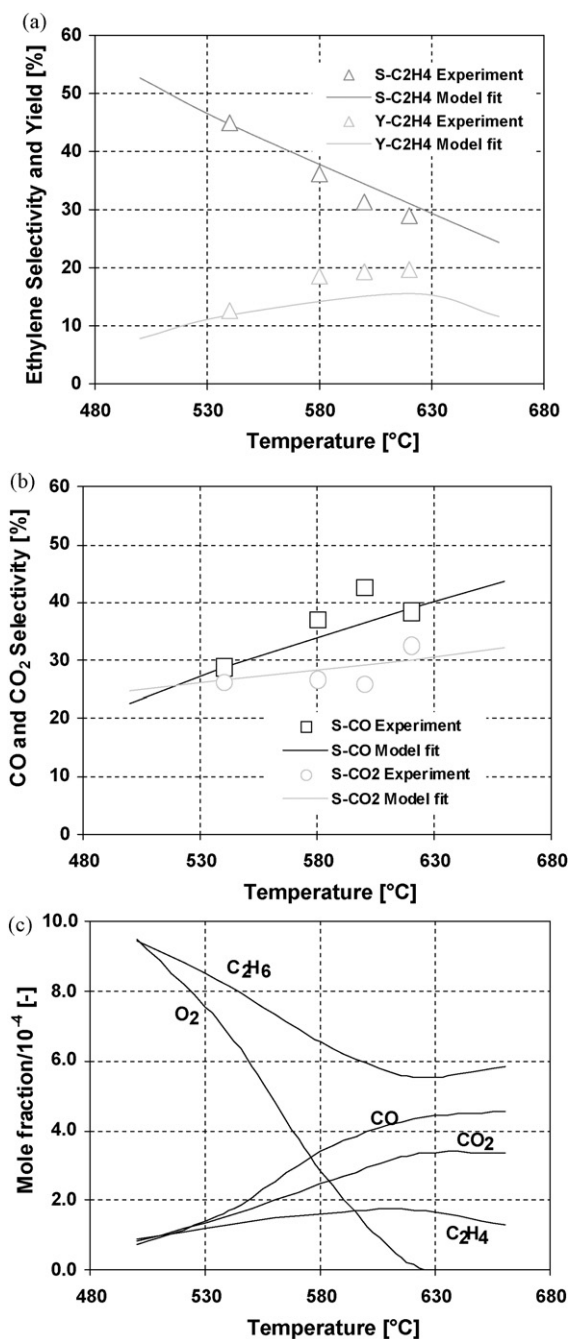 (a)
60
50
40
30
20
10
0
Ethylene Selectivity and Yield [%]
S-C2H4 Experiment
S-C2H4 Model fit
Y-C2H4 Experiment
Y-C2H4 Model fit
480 530 580 630 680
Temperature [°C]
(b)
60
50
40
30
20
10
0
CO and CO₂ Selectivity [%]
S-CO Experiment
S-CO Model fit
S-CO2 Experiment
S-CO2 Model fit
480 530 580 630 680
Temperature [°C]
(c)
10.0
8.0
6.0
4.0
2.0
0.0
Mole fraction/10⁻⁴ [-]
C₂H₆
O₂
CO
CO₂
C₂H₄
480 530 580 630 680
Temperature [°C]